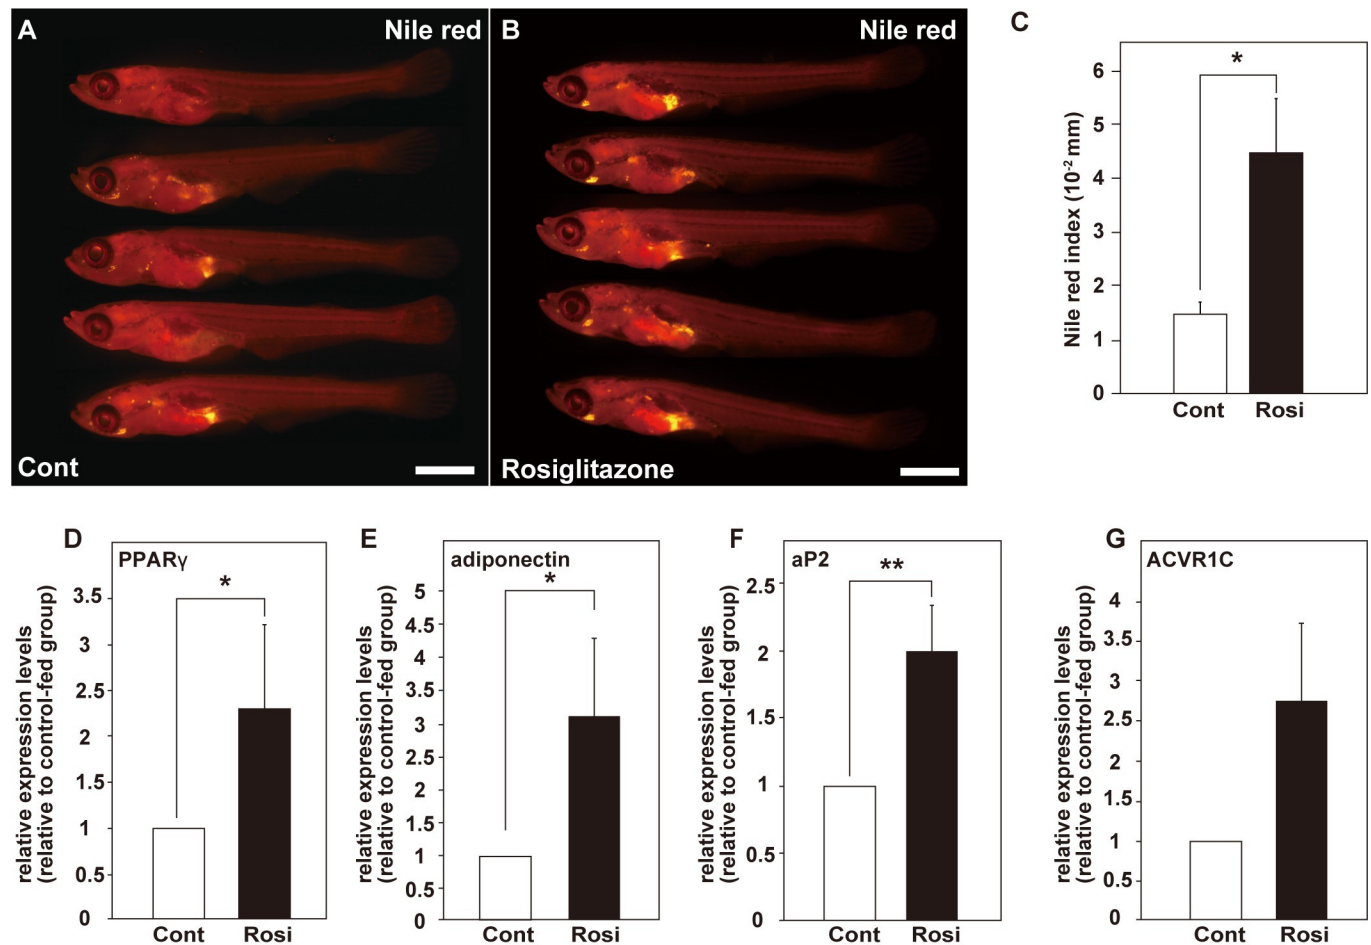 A
Nile red
B
Nile red
Cont
Rosiglitazone
C
Nile red index (10-2 mm)
6
5
4
3
2
1
0
*
Cont
Rosi
D
PPARγ
relative expression levels
(relative to control-fed group)
3.5
3
2.5
2
1.5
1
0.5
0
*
Cont
Rosi
E
adiponectin
relative expression levels
(relative to control-fed group)
5
4.5
4
3.5
3
2.5
2
1.5
1
0.5
0
*
Cont
Rosi
F
aP2
relative expression levels
(relative to control-fed group)
2.5
2
1.5
1
0.5
0
**
Cont
Rosi
G
ACVR1C
relative expression levels
(relative to control-fed group)
4
3.5
3
2.5
2
1.5
1
0.5
0
Cont
Rosi